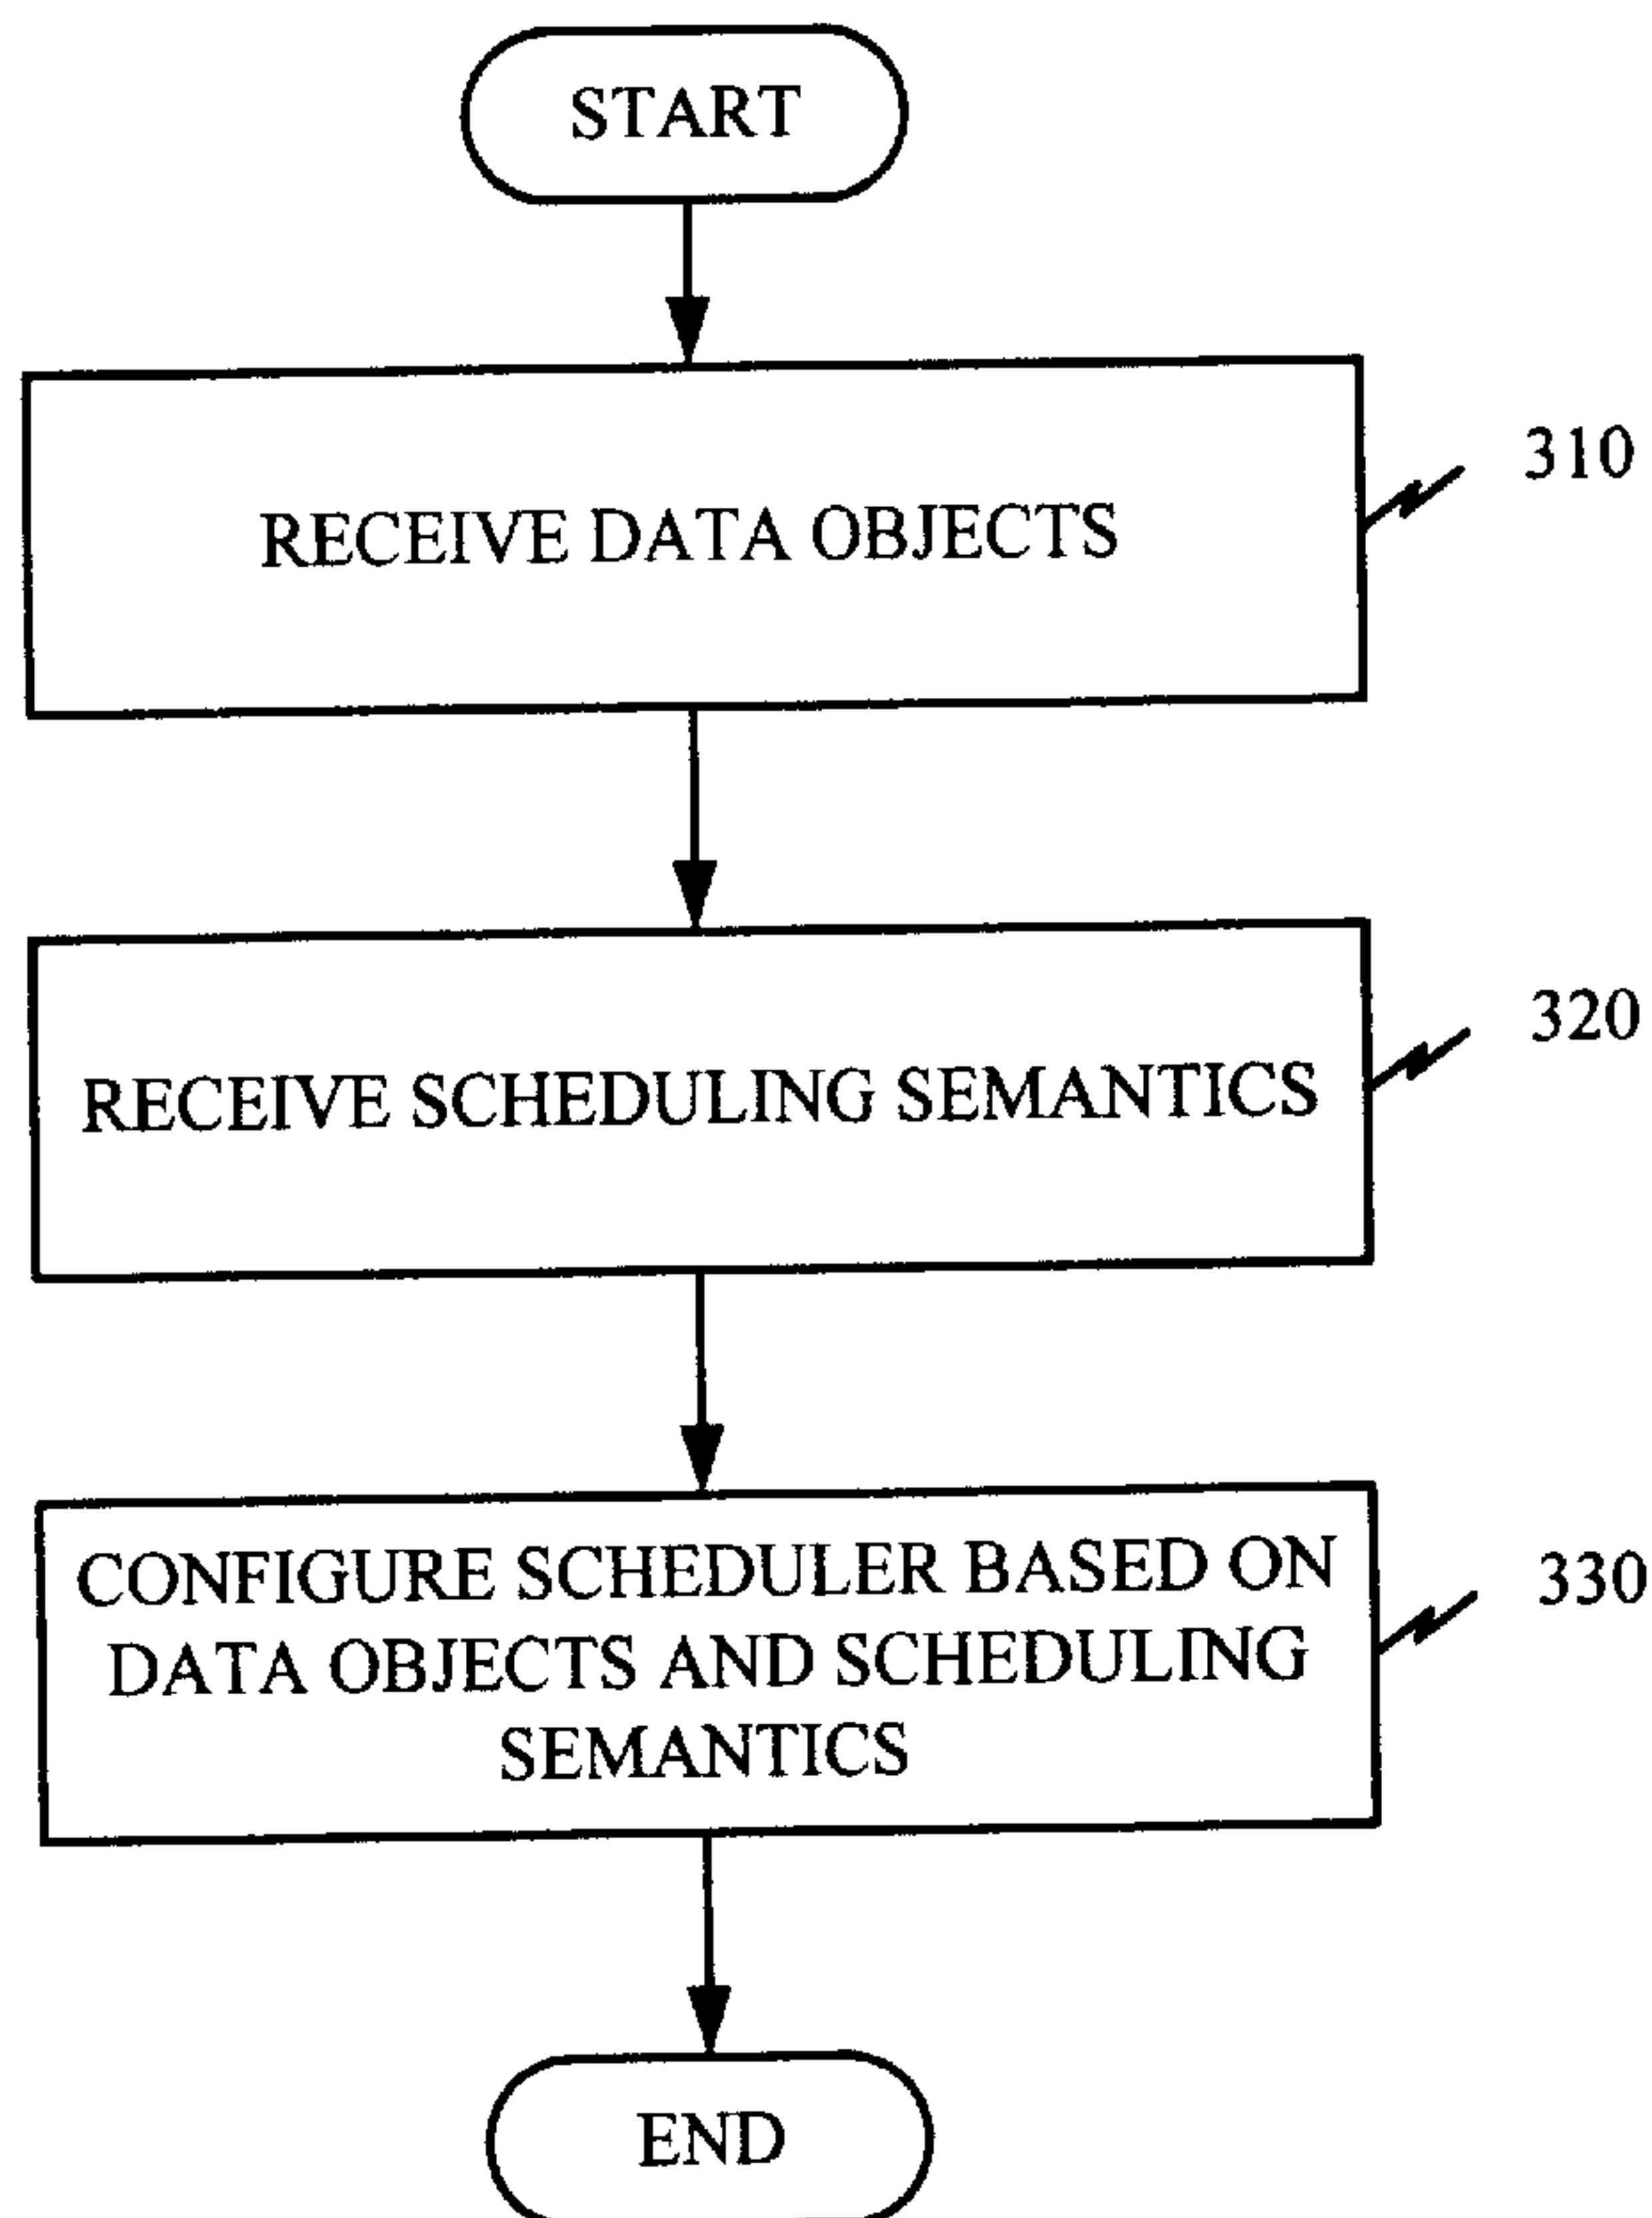 START
RECEIVE DATA OBJECTS
310
RECEIVE SCHEDULING SEMANTICS
320
CONFIGURE SCHEDULER BASED ON
DATA OBJECTS AND SCHEDULING
SEMANTICS
330
END